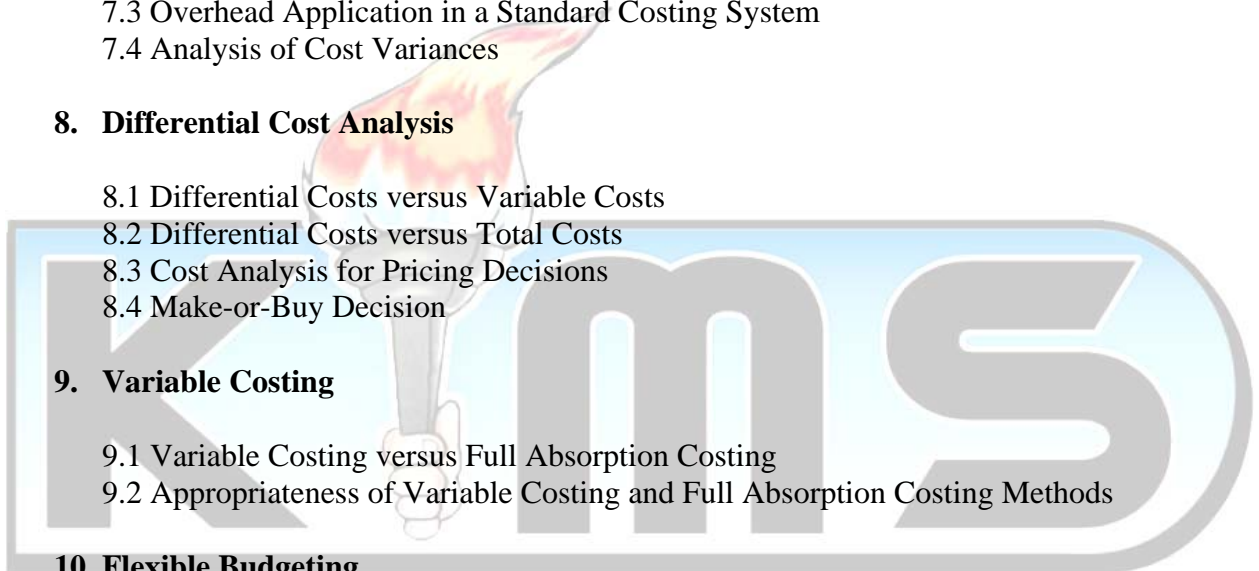 7.3 Overhead Application in a Standard Costing System
7.4 Analysis of Cost Variances
8. Differential Cost Analysis
8.1 Differential Costs versus Variable Costs
8.2 Differential Costs versus Total Costs
8.3 Cost Analysis for Pricing Decisions
8.4 Make-or-Buy Decision
KIMS
9. Variable Costing
9.1 Variable Costing versus Full Absorption Costing
9.2 Appropriateness of Variable Costing and Full Absorption Costing Methods
10. Flexible Budgeting